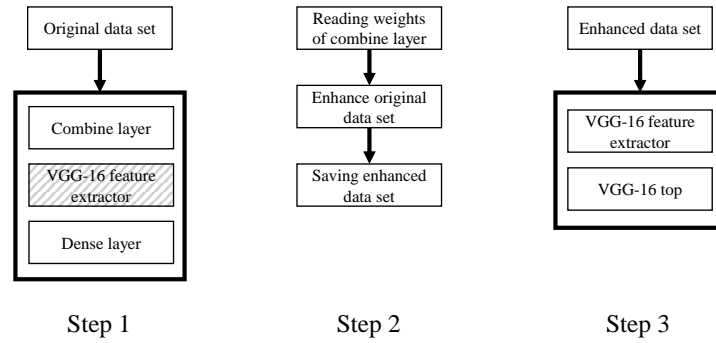 Original data set
Combine layer
VGG-16 feature
extractor
Dense layer
Step 1
Reading weights
of combine layer
Enhance original
data set
Saving enhanced
data set
Step 2
Enhanced data set
VGG-16 feature
extractor
VGG-16 top
Step 3